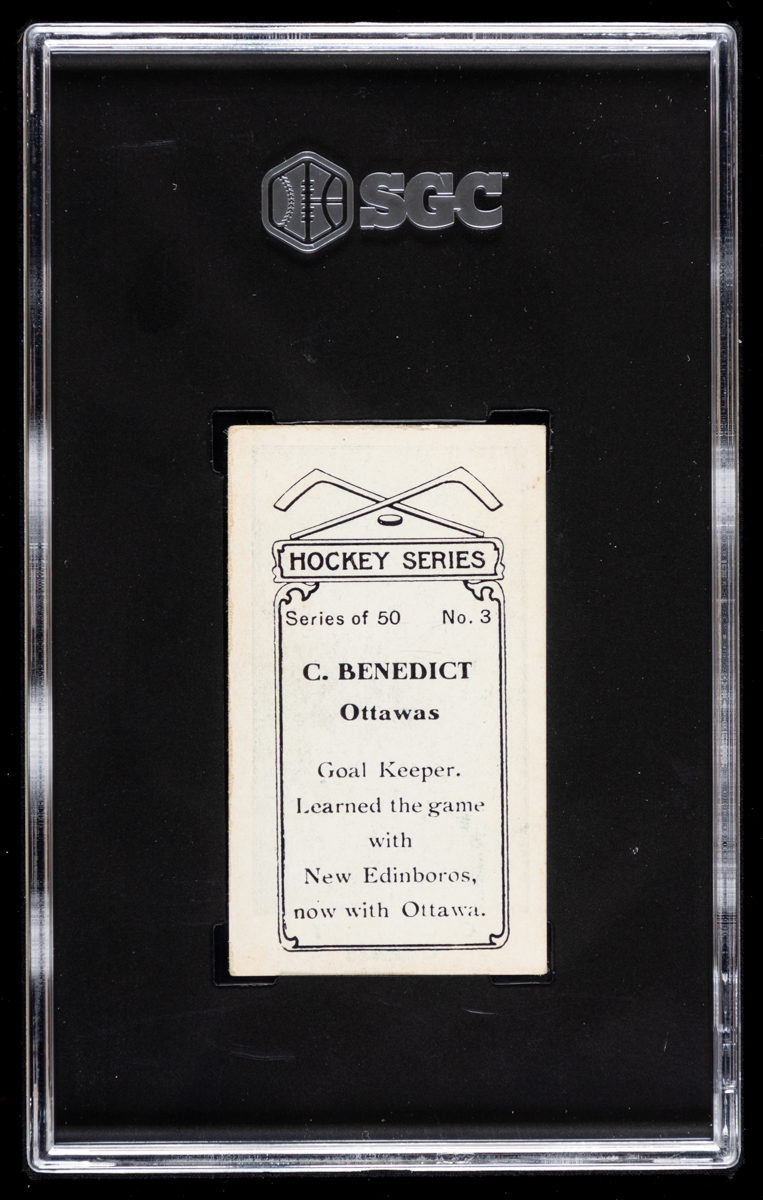 SGC™
HOCKEY SERIES
Series of 50 No. 3
C. BENEDICT
Ottawas
Goal Keeper.
Learned the game
with
New Edinboros,
now with Ottawa.